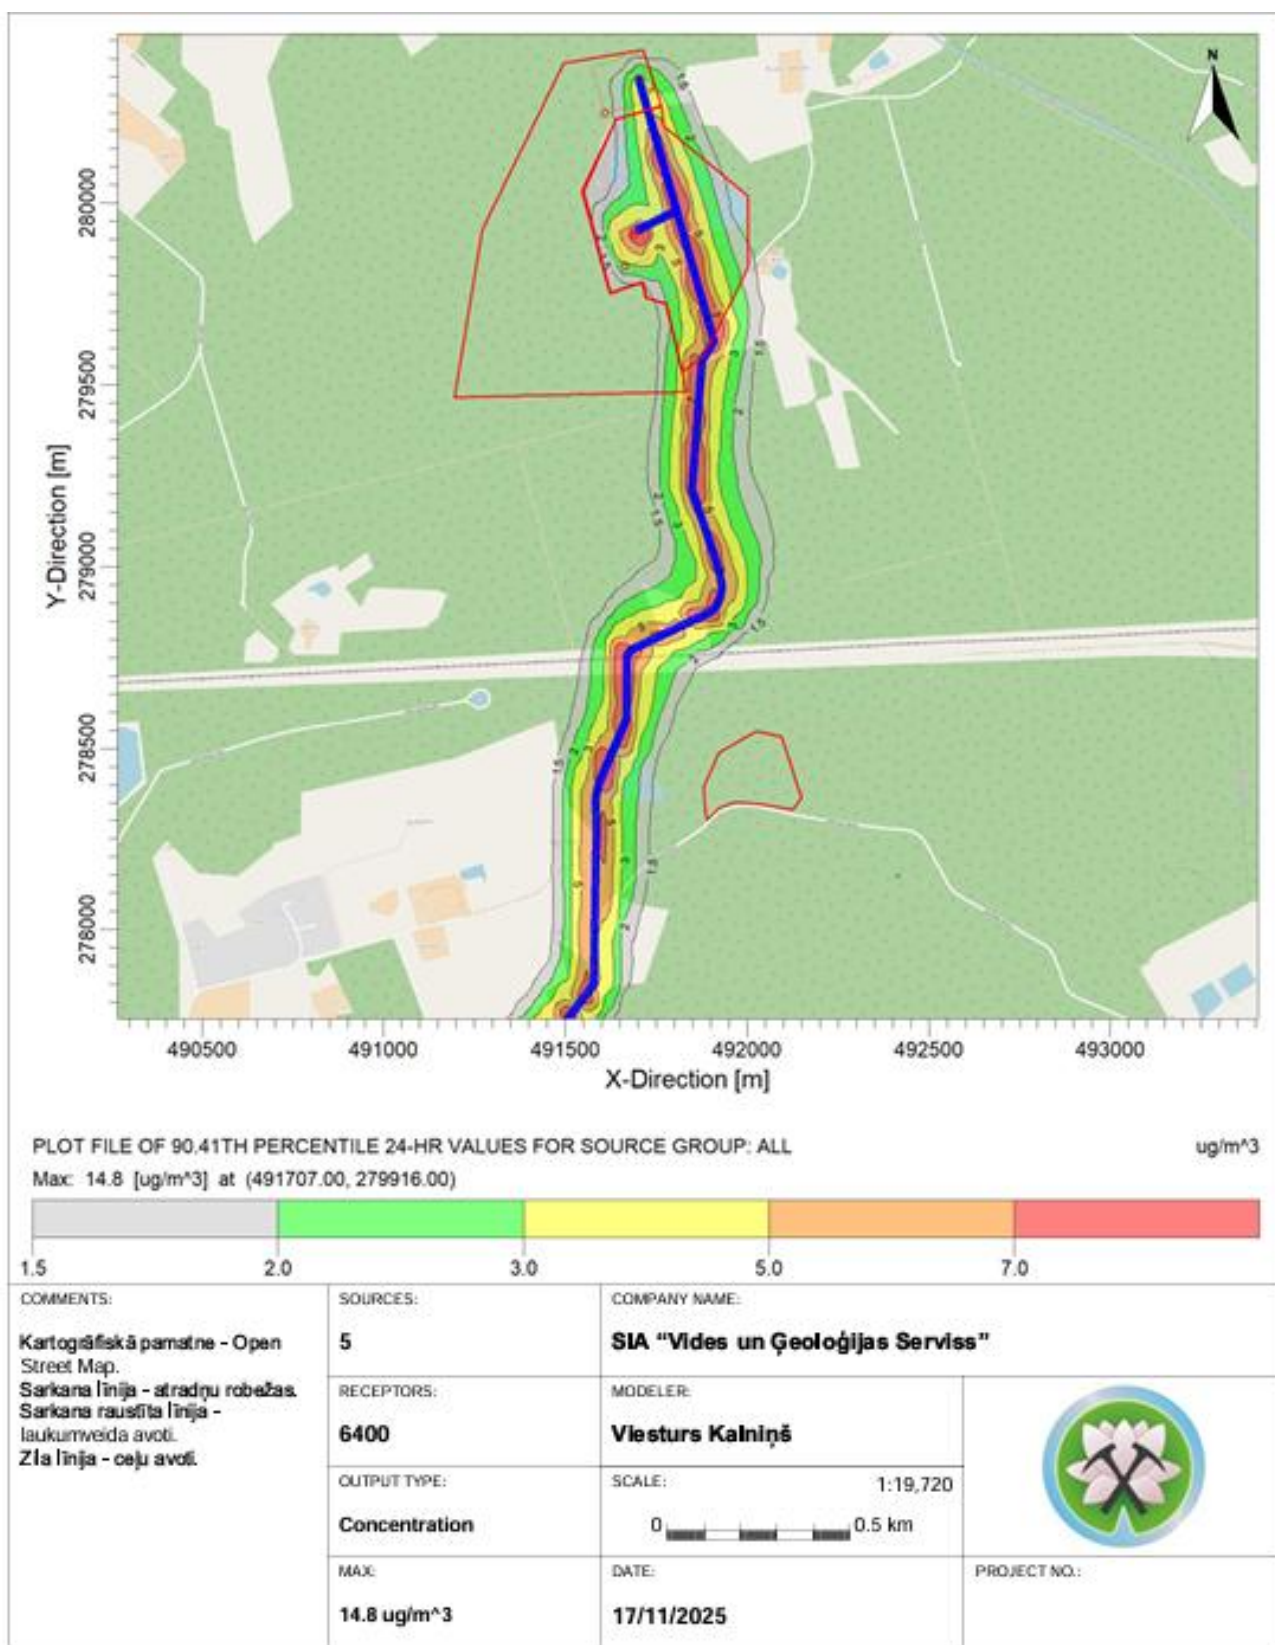 N
280000
279500
279000
278500
278000
Y-Direction [m]
490500 491000 491500 492000 492500 493000
X-Direction [m]
PLOT FILE OF 90.41TH PERCENTILE 24-HR VALUES FOR SOURCE GROUP: ALL ug/m^3
Max: 14.8 [ug/m^3] at (491707.00, 279916.00)
1.5 2.0 3.0 5.0 7.0
COMMENTS:
Kartogrāfiskā pamatne - Open
Street Map.
Sarkana līnija - atradņu robežas.
Sarkana raustīta līnija -
laukumveida avoti.
Zīla līnija - ceļu avoti.
SOURCES:
5
COMPANY NAME:
SIA “Vides un Ģeoloģijas Serviss”
RECEPTORS:
6400
MODELER:
Viesturs Kalniņš
OUTPUT TYPE:
Concentration
SCALE: 1:19,720
0 0.5 km
MAX:
14.8 ug/m^3
DATE:
17/11/2025
PROJECT NO.: